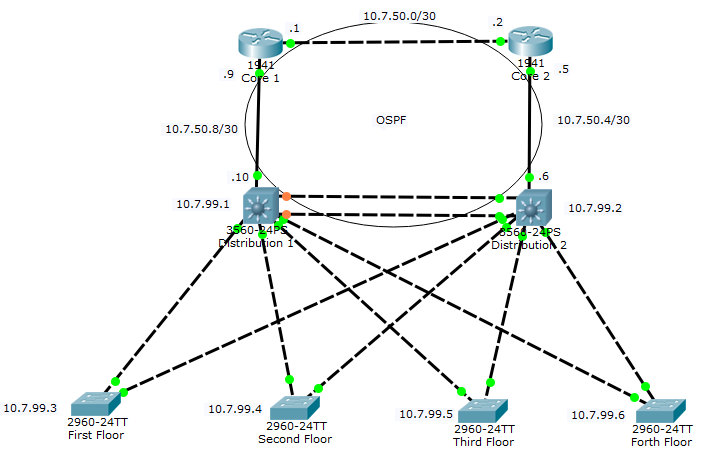 10.7.50.0/30
.1
.2
1941
Core 1
1941
Core 2
.9
.5
10.7.50.8/30
OSPF
10.7.50.4/30
.10
.6
10.7.99.1
10.7.99.2
3560-24PS
Distribution 1
3560-24PS
Distribution 2
10.7.99.3
2960-24TT
First Floor
10.7.99.4
2960-24TT
Second Floor
10.7.99.5
2960-24TT
Third Floor
10.7.99.6
2960-24TT
Forth Floor